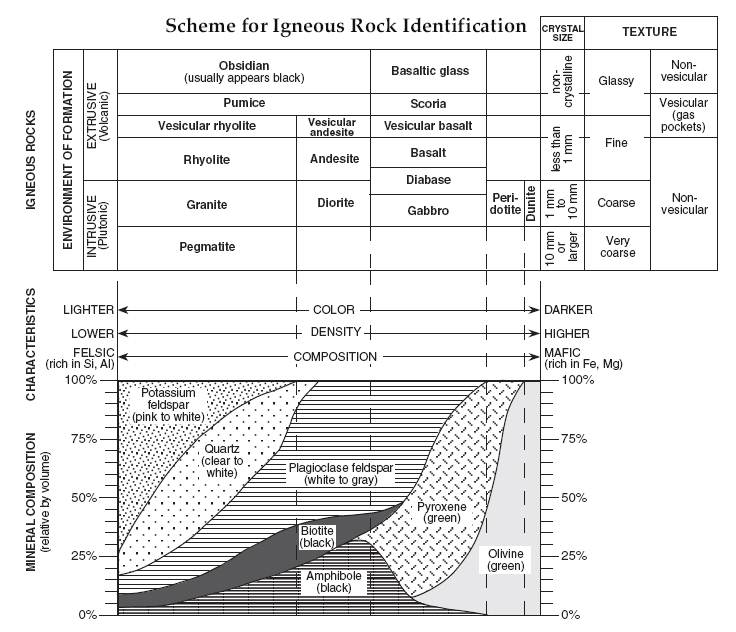 Scheme for Igneous Rock Identification
CRYSTAL
SIZE
TEXTURE
IGNEOUS ROCKS
ENVIRONMENT OF FORMATION
EXTRUSIVE
(Volcanic)
INTRUSIVE
(Plutonic)
Obsidian
(usually appears black)
Basaltic glass
non-
crystalline
Glassy
Non-
vesicular
Pumice
Scoria
Vesicular
(gas
pockets)
Vesicular rhyolite
Vesicular
andesite
Vesicular basalt
less than
1 mm
Fine
Rhyolite
Andesite
Basalt
Diabase
Granite
Diorite
Gabbro
Peri-
dotite
Dunite
1 mm
to
10 mm
Coarse
Non-
vesicular
Pegmatite
10 mm
or
larger
Very
coarse
CHARACTERISTICS
LIGHTER
COLOR
DARKER
LOWER
DENSITY
HIGHER
FELSIC
(rich in Si, Al)
COMPOSITION
MAFIC
(rich in Fe, Mg)
MINERAL COMPOSITION
(relative by volume)
100%
75%
50%
25%
0%
Potassium
feldspar
(pink to white)
Quartz
(clear to
white)
Plagioclase feldspar
(white to gray)
Biotite
(black)
Amphibole
(black)
Pyroxene
(green)
Olivine
(green)
100%
75%
50%
25%
0%